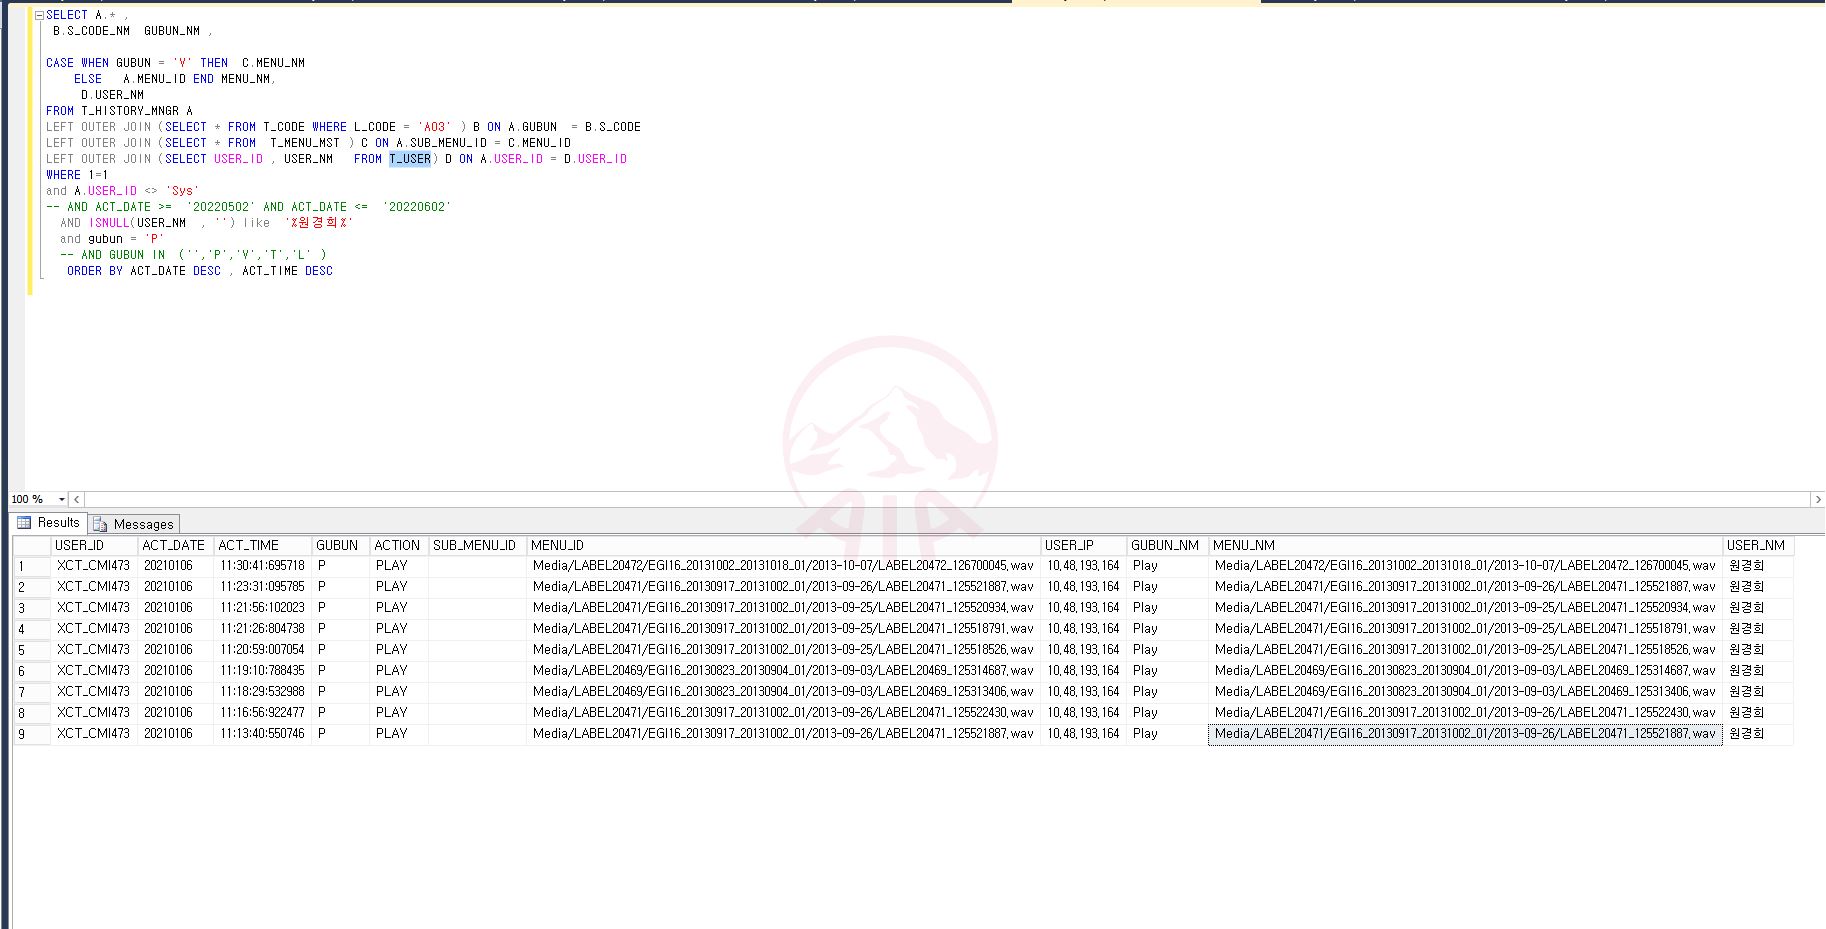 SELECT A.* ,
B.S_CODE_NM GUBUN_NM ,
CASE WHEN GUBUN = 'V' THEN C.MENU_NM
ELSE A.MENU_ID END MENU_NM,
D.USER_NM
FROM T_HISTORY_MNGR A
LEFT OUTER JOIN (SELECT * FROM T_CODE WHERE L_CODE = 'A03' ) B ON A.GUBUN = B.S_CODE
LEFT OUTER JOIN (SELECT * FROM T_MENU_MST ) C ON A.SUB_MENU_ID = C.MENU_ID
LEFT OUTER JOIN (SELECT USER_ID , USER_NM FROM T_USER) D ON A.USER_ID = D.USER_ID
WHERE 1=1
and A.USER_ID <> 'Sys'
-- AND ACT_DATE >= '20220502' AND ACT_DATE <= '20220602'
AND ISNULL(USER_NM , '') like '%원경희%'
and gubun = 'P'
-- AND GUBUN IN ('','P','V','T','L' )
ORDER BY ACT_DATE DESC , ACT_TIME DESC
AIA
100 %
Results Messages
USER_ID ACT_DATE ACT_TIME GUBUN ACTION SUB_MENU_ID MENU_ID USER_IP GUBUN_NM MENU_NM USER_NM
1 XCT_CMI473 20210106 11:30:41:695718 P PLAY Media/LABEL20472/EGI16_20131002_20131018_01/2013-10-07/LABEL20472_126700045.wav 10.48.193.164 Play Media/LABEL20472/EGI16_20131002_20131018_01/2013-10-07/LABEL20472_126700045.wav 원경희
2 XCT_CMI473 20210106 11:23:31:095785 P PLAY Media/LABEL20471/EGI16_20130917_20131002_01/2013-09-26/LABEL20471_125521887.wav 10.48.193.164 Play Media/LABEL20471/EGI16_20130917_20131002_01/2013-09-26/LABEL20471_125521887.wav 원경희
3 XCT_CMI473 20210106 11:21:56:102023 P PLAY Media/LABEL20471/EGI16_20130917_20131002_01/2013-09-25/LABEL20471_125520934.wav 10.48.193.164 Play Media/LABEL20471/EGI16_20130917_20131002_01/2013-09-25/LABEL20471_125520934.wav 원경희
4 XCT_CMI473 20210106 11:21:26:804738 P PLAY Media/LABEL20471/EGI16_20130917_20131002_01/2013-09-25/LABEL20471_125518791.wav 10.48.193.164 Play Media/LABEL20471/EGI16_20130917_20131002_01/2013-09-25/LABEL20471_125518791.wav 원경희
5 XCT_CMI473 20210106 11:20:59:007054 P PLAY Media/LABEL20471/EGI16_20130917_20131002_01/2013-09-25/LABEL20471_125518526.wav 10.48.193.164 Play Media/LABEL20471/EGI16_20130917_20131002_01/2013-09-25/LABEL20471_125518526.wav 원경희
6 XCT_CMI473 20210106 11:19:10:788435 P PLAY Media/LABEL20469/EGI16_20130823_20130904_01/2013-09-03/LABEL20469_125314687.wav 10.48.193.164 Play Media/LABEL20469/EGI16_20130823_20130904_01/2013-09-03/LABEL20469_125314687.wav 원경희
7 XCT_CMI473 20210106 11:18:29:532988 P PLAY Media/LABEL20469/EGI16_20130823_20130904_01/2013-09-03/LABEL20469_125313406.wav 10.48.193.164 Play Media/LABEL20469/EGI16_20130823_20130904_01/2013-09-03/LABEL20469_125313406.wav 원경희
8 XCT_CMI473 20210106 11:16:56:922477 P PLAY Media/LABEL20471/EGI16_20130917_20131002_01/2013-09-26/LABEL20471_125522430.wav 10.48.193.164 Play Media/LABEL20471/EGI16_20130917_20131002_01/2013-09-26/LABEL20471_125522430.wav 원경희
9 XCT_CMI473 20210106 11:13:40:550746 P PLAY Media/LABEL20471/EGI16_20130917_20131002_01/2013-09-26/LABEL20471_125521887.wav 10.48.193.164 Play Media/LABEL20471/EGI16_20130917_20131002_01/2013-09-26/LABEL20471_125521887.wav 원경희